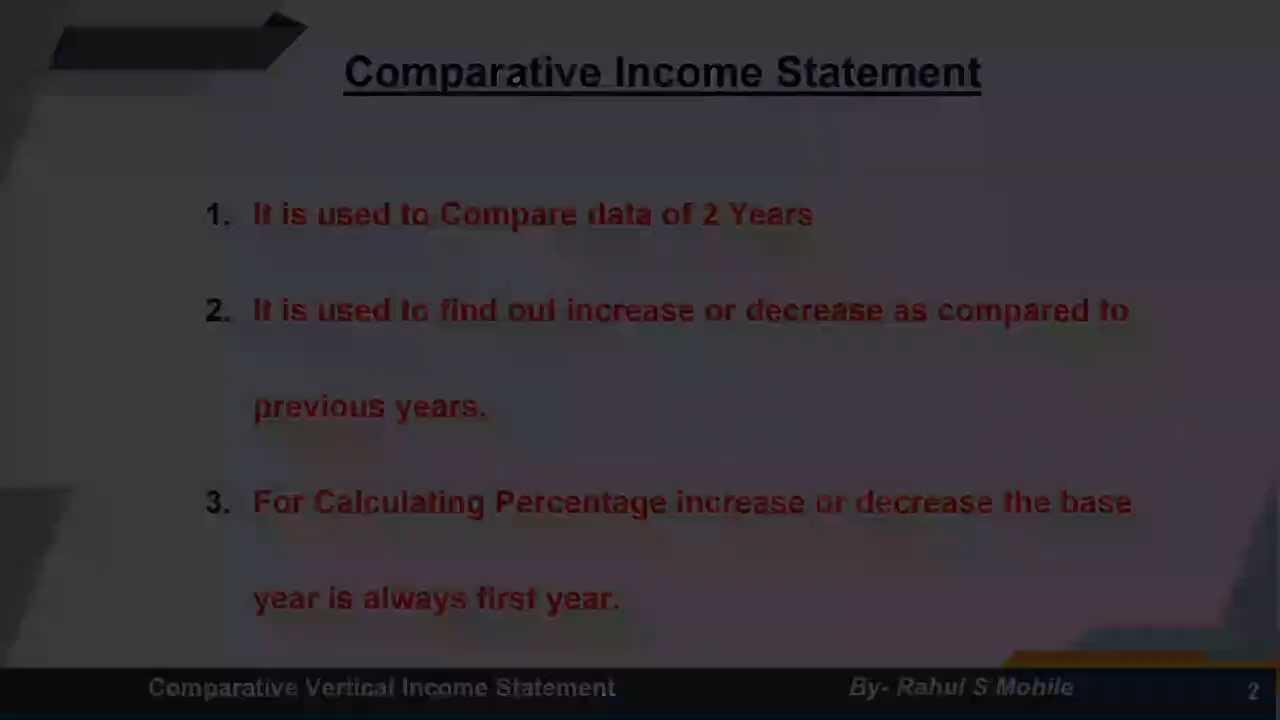 Comparative Income Statement
1. It is used to Compare data of 2 Years
2. It is used to find out increase or decrease as compared to
previous years.
3. For Calculating Percentage increase or decrease the base
year is always first year.
Comparative Vertical Income Statement By- Rahul S Mohile 2